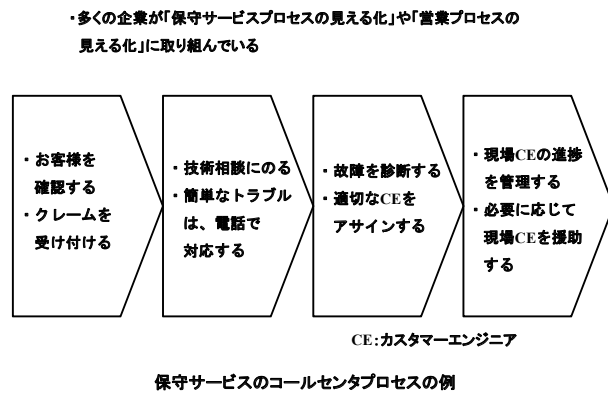 ・多くの企業が「保守サービスプロセスの見える化」や「営業プロセスの
見える化」に取り組んでいる
・お客様を
確認する
・クレームを
受け付ける
・技術相談にのる
・簡単なトラブル
は、電話で
対応する
・故障を診断する
・適切なCEを
アサインする
・現場CEの進捗
を管理する
・必要に応じて
現場CEを援助
する
CE:カスタマーエンジニア
保守サービスのコールセンタプロセスの例